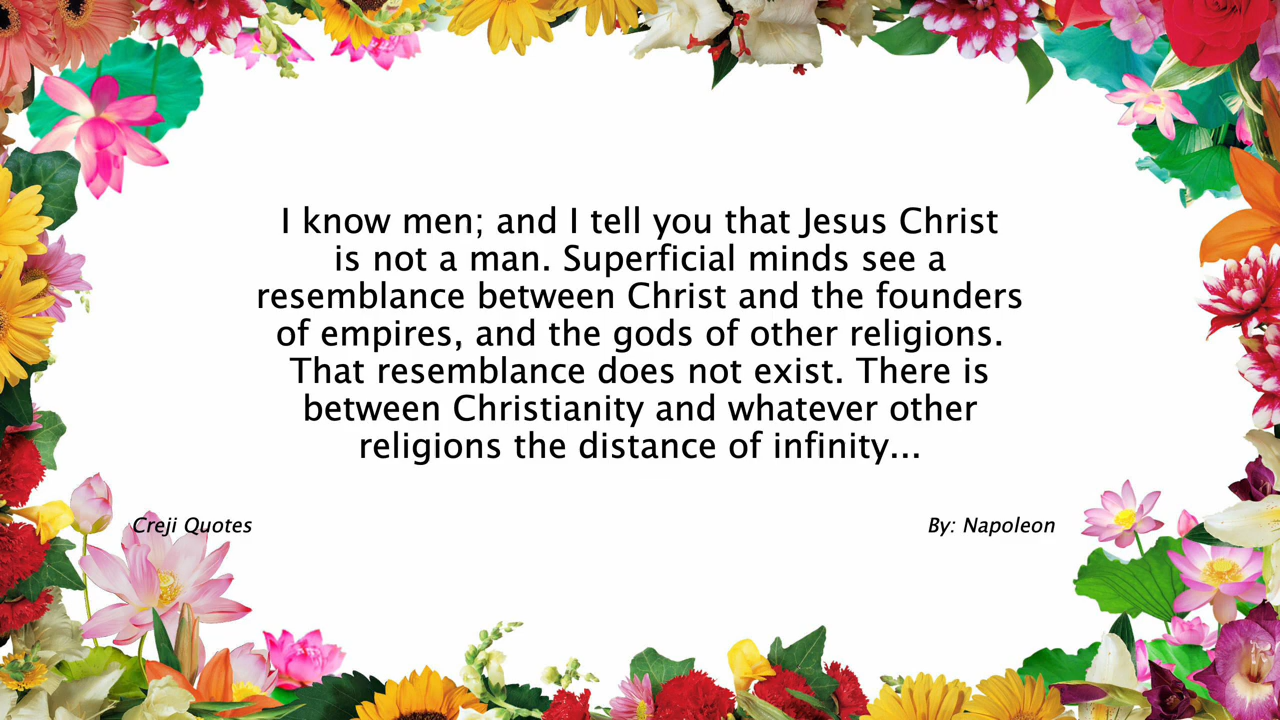 I know men; and I tell you that Jesus Christ
is not a man. Superficial minds see a
resemblance between Christ and the founders
of empires, and the gods of other religions.
That resemblance does not exist. There is
between Christianity and whatever other
religions the distance of infinity...
Creji Quotes
By: Napoleon